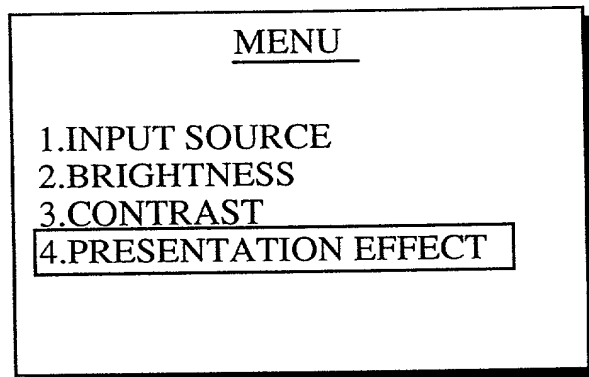 MENU
1.INPUT SOURCE
2.BRIGHTNESS
3.CONTRAST
4.PRESENTATION EFFECT